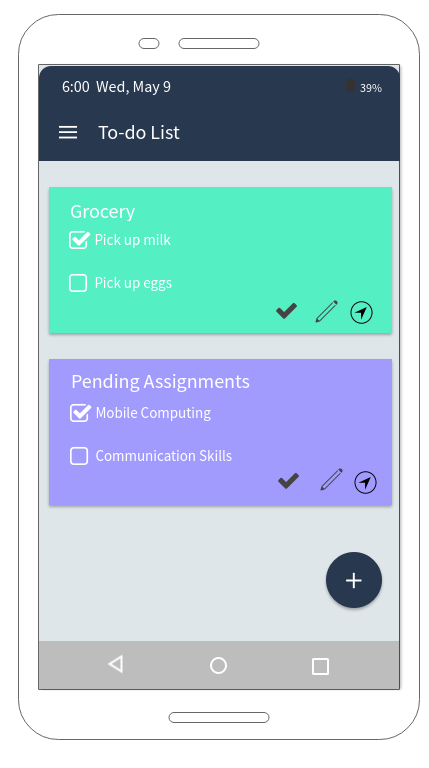 6:00 Wed, May 9
39%
To-do List
Grocery
Pick up milk
Pick up eggs
Pending Assignments
Mobile Computing
Communication Skills